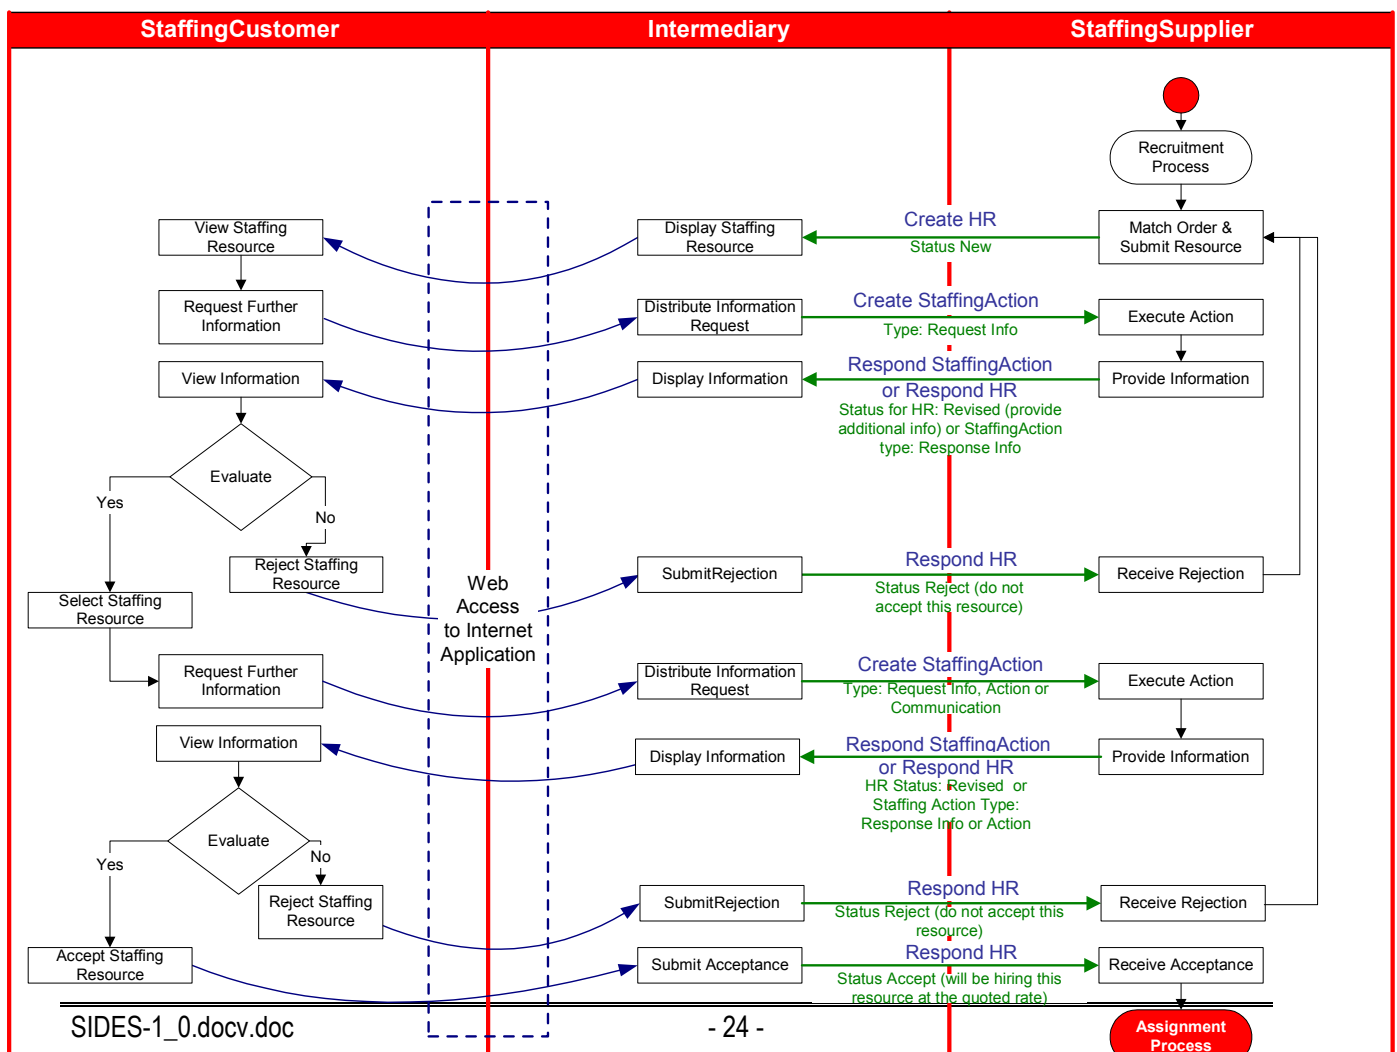 StaffingCustomer
Intermediary
StaffingSupplier
Recruitment
Process
View Staffing
Resource
Display Staffing
Resource
Create HR
Status New
Match Order &
Submit Resource
Request Further
Information
Distribute Information
Request
Create StaffingAction
Type: Request Info
Execute Action
View Information
Display Information
Respond StaffingAction
or Respond HR
Status for HR: Revised (provide
additional info) or StaffingAction
type: Response Info
Provide Information
Evaluate
Yes
No
Reject Staffing
Resource
Select Staffing
Resource
Web
Access
to Internet
Application
SubmitRejection
Respond HR
Status Reject (do not
accept this resource)
Receive Rejection
Request Further
Information
Distribute Information
Request
Create StaffingAction
Type: Request Info, Action or
Communication
Execute Action
View Information
Display Information
Respond StaffingAction
or Respond HR
HR Status: Revised or
Staffing Action Type:
Response Info or Action
Provide Information
Evaluate
Yes
No
Reject Staffing
Resource
SubmitRejection
Respond HR
Status Reject (do not accept this
resource)
Receive Rejection
Accept Staffing
Resource
Submit Acceptance
Respond HR
Status Accept (will be hiring this
resource at the quoted rate)
Receive Acceptance
SIDES-1_0.docv.doc
- 24 -
Assignment
Process